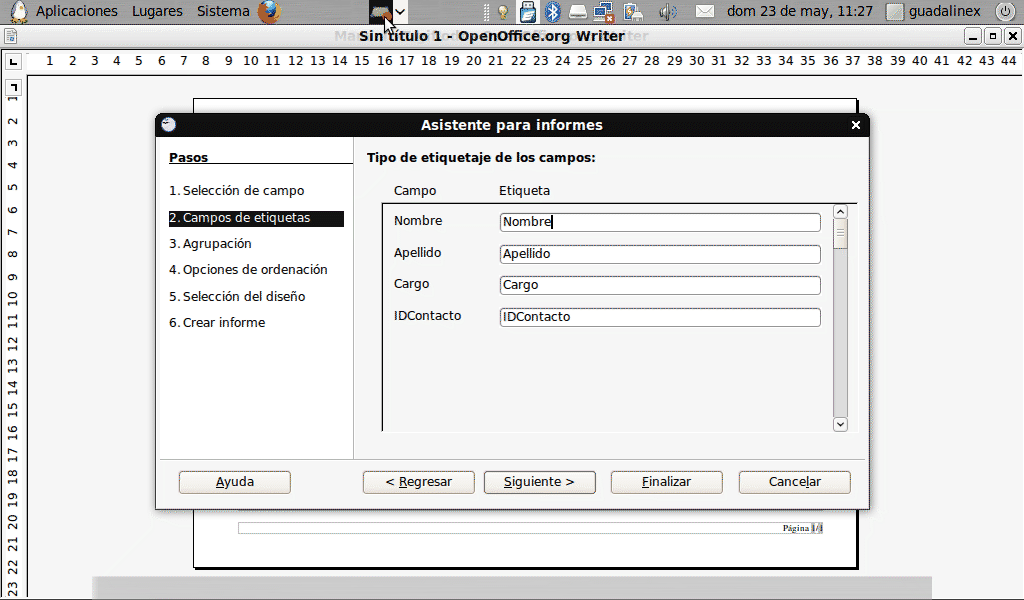 Aplicaciones Lugares Sistema dom 23 de may, 11:27 guadalinex
Sin título 1 - OpenOffice.org Writer
1 2 3 4 5 6 7 8 9 10 11 12 13 14 15 16 17 18 19 20 21 22 23 24 25 26 27 28 29 30 31 32 33 34 35 36 37 38 39 40 41 42 43 44
1
2
3
4
5
6
7
8
9
10
11
12
13
14
15
16
17
18
19
20
21
22
23
Asistente para informes
Pasos
1. Selección de campo
2. Campos de etiquetas
3. Agrupación
4. Opciones de ordenación
5. Selección del diseño
6. Crear informe
Tipo de etiquetaje de los campos:
Campo Etiqueta
Nombre Nombre
Apellido Apellido
Cargo Cargo
IDContacto IDContacto
Ayuda < Regresar Siguiente > Finalizar Cancelar
Página 1/1